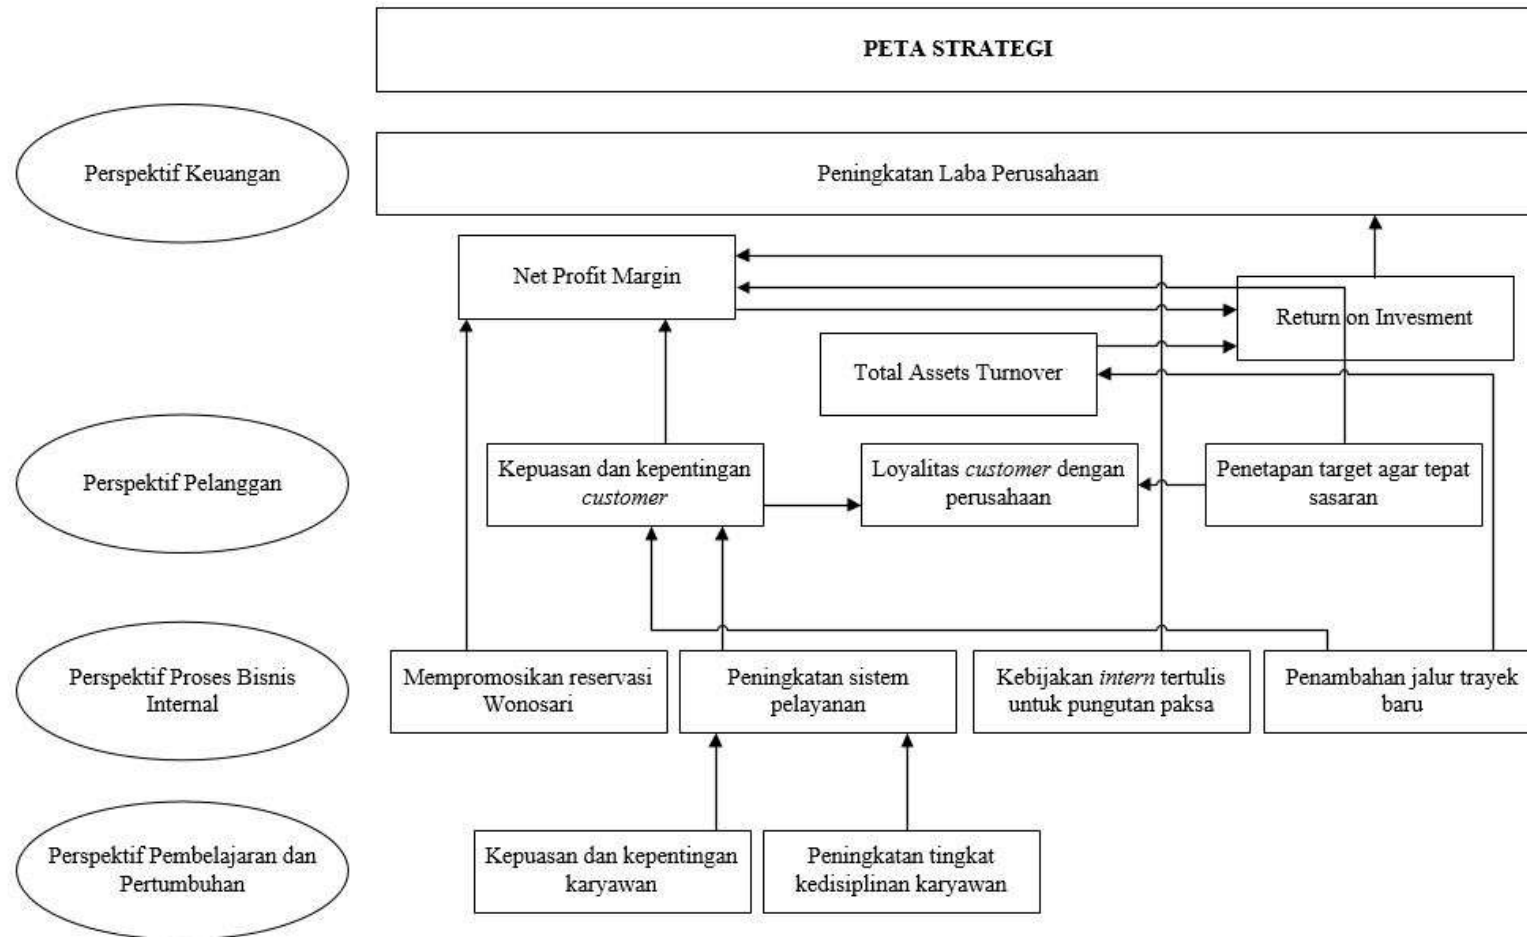 PETA STRATEGI
Perspektif Keuangan
Peningkatan Laba Perusahaan
Net Profit Margin
Return on Invesment
Total Assets Turnover
Perspektif Pelanggan
Kepuasan dan kepentingan
customer
Loyalitas customer dengan
perusahaan
Penetapan target agar tepat
sasaran
Perspektif Proses Bisnis
Internal
Mempromosikan reservasi
Wonosari
Peningkatan sistem
pelayanan
Kebijakan intern tertulis
untuk pungutan paksa
Penambahan jalur trayek
baru
Perspektif Pembelajaran dan
Pertumbuhan
Kepuasan dan kepentingan
karyawan
Peningkatan tingkat
kedisiplinan karyawan